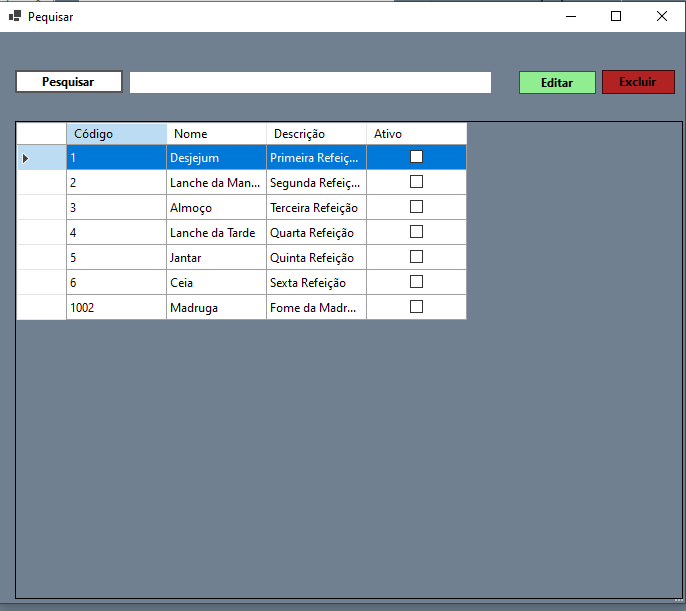 Pequisar
Pesquisar Editar Excluir
Código Nome Descrição Ativo
1 Desjejum Primeira Refeiç...
2 Lanche da Man... Segunda Refeiç...
3 Almoço Terceira Refeição
4 Lanche da Tarde Quarta Refeição
5 Jantar Quinta Refeição
6 Ceia Sexta Refeição
1002 Madruga Fome da Madr...